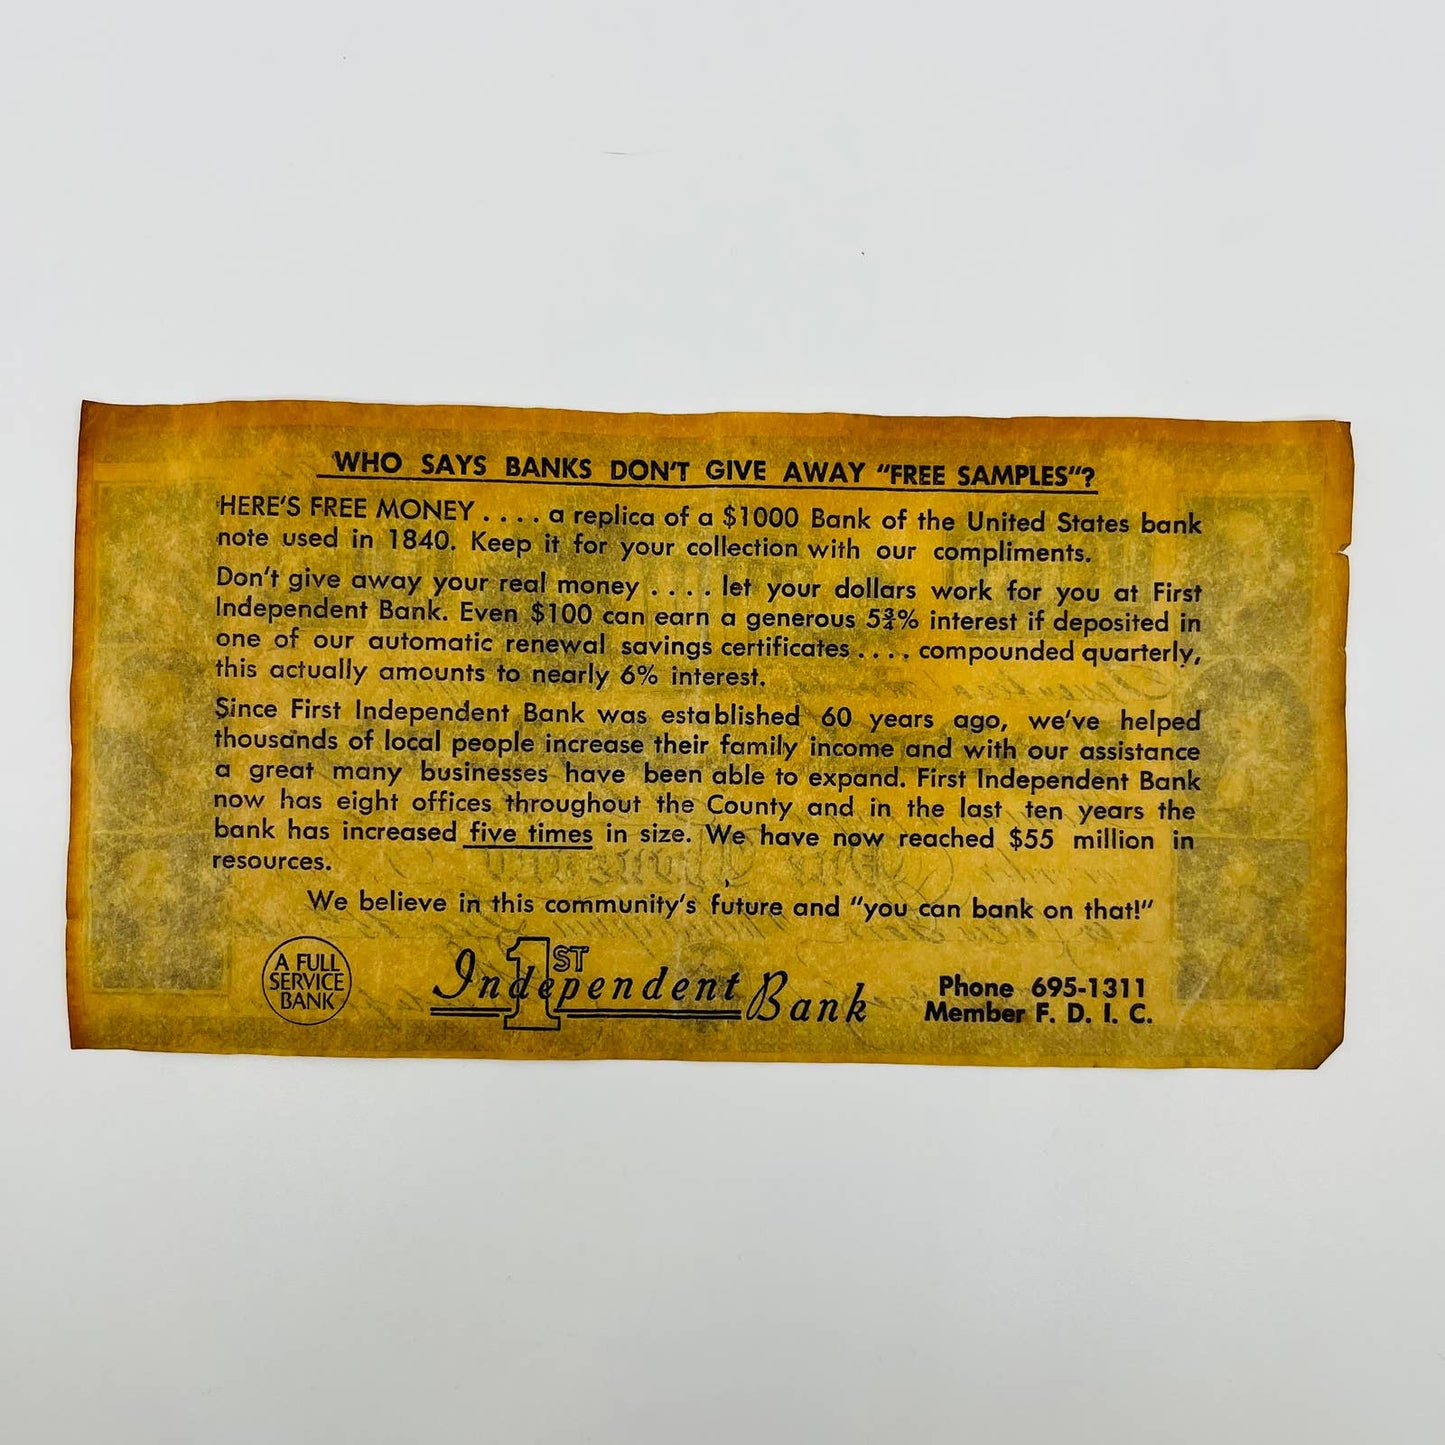 WHO SAYS BANKS DON'T GIVE AWAY "FREE SAMPLES"?
HERE'S FREE MONEY . . . . a replica of a $1000 Bank of the United States bank
note used in 1840. Keep it for your collection with our compliments.
Don't give away your real money . . . . let your dollars work for you at First
Independent Bank. Even $100 can earn a generous 5¾% interest if deposited in
one of our automatic renewal savings certificates . . . . compounded quarterly,
this actually amounts to nearly 6% interest.
Since First Independent Bank was established 60 years ago, we've helped
thousands of local people increase their family income and with our assistance
a great many businesses have been able to expand. First Independent Bank
now has eight offices throughout the County and in the last ten years the
bank has increased five times in size. We have now reached $55 million in
resources.
We believe in this community's future and "you can bank on that!"
A FULL
SERVICE
BANK
1ST
Independent Bank
Phone 695-1311
Member F. D. I. C.